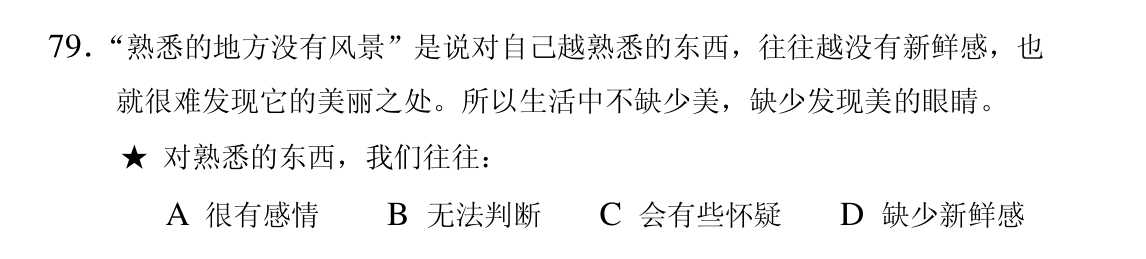 79．“熟悉的地方没有风景”是说对自己越熟悉的东西，往往越没有新鲜感，也
就很难发现它的美丽之处。所以生活中不缺少美，缺少发现美的眼睛。
★ 对熟悉的东西，我们往往：
A 很有感情 B 无法判断 C 会有些怀疑 D 缺少新鲜感